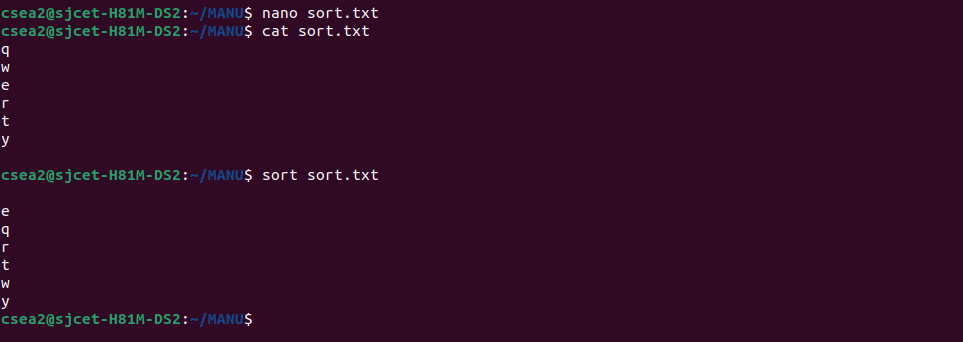 csea2@sjcet-H81M-DS2:~/MANU$ nano sort.txt
csea2@sjcet-H81M-DS2:~/MANU$ cat sort.txt
q
w
e
r
t
y

csea2@sjcet-H81M-DS2:~/MANU$ sort sort.txt

e
q
r
t
w
y
csea2@sjcet-H81M-DS2:~/MANU$